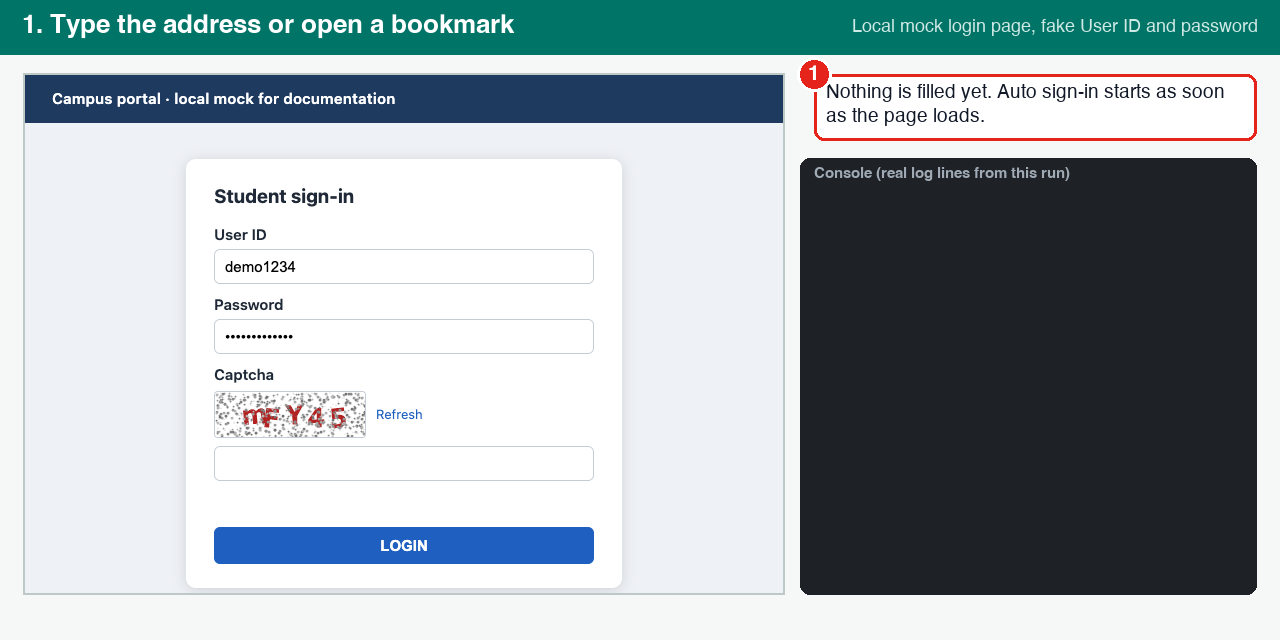 1. Type the address or open a bookmark
Local mock login page, fake User ID and password
Campus portal · local mock for documentation
Student sign-in
User ID
demo1234
Password
•••••••••••••
Captcha
mFY45
Refresh
LOGIN
1
Nothing is filled yet. Auto sign-in starts as soon
as the page loads.
Console (real log lines from this run)